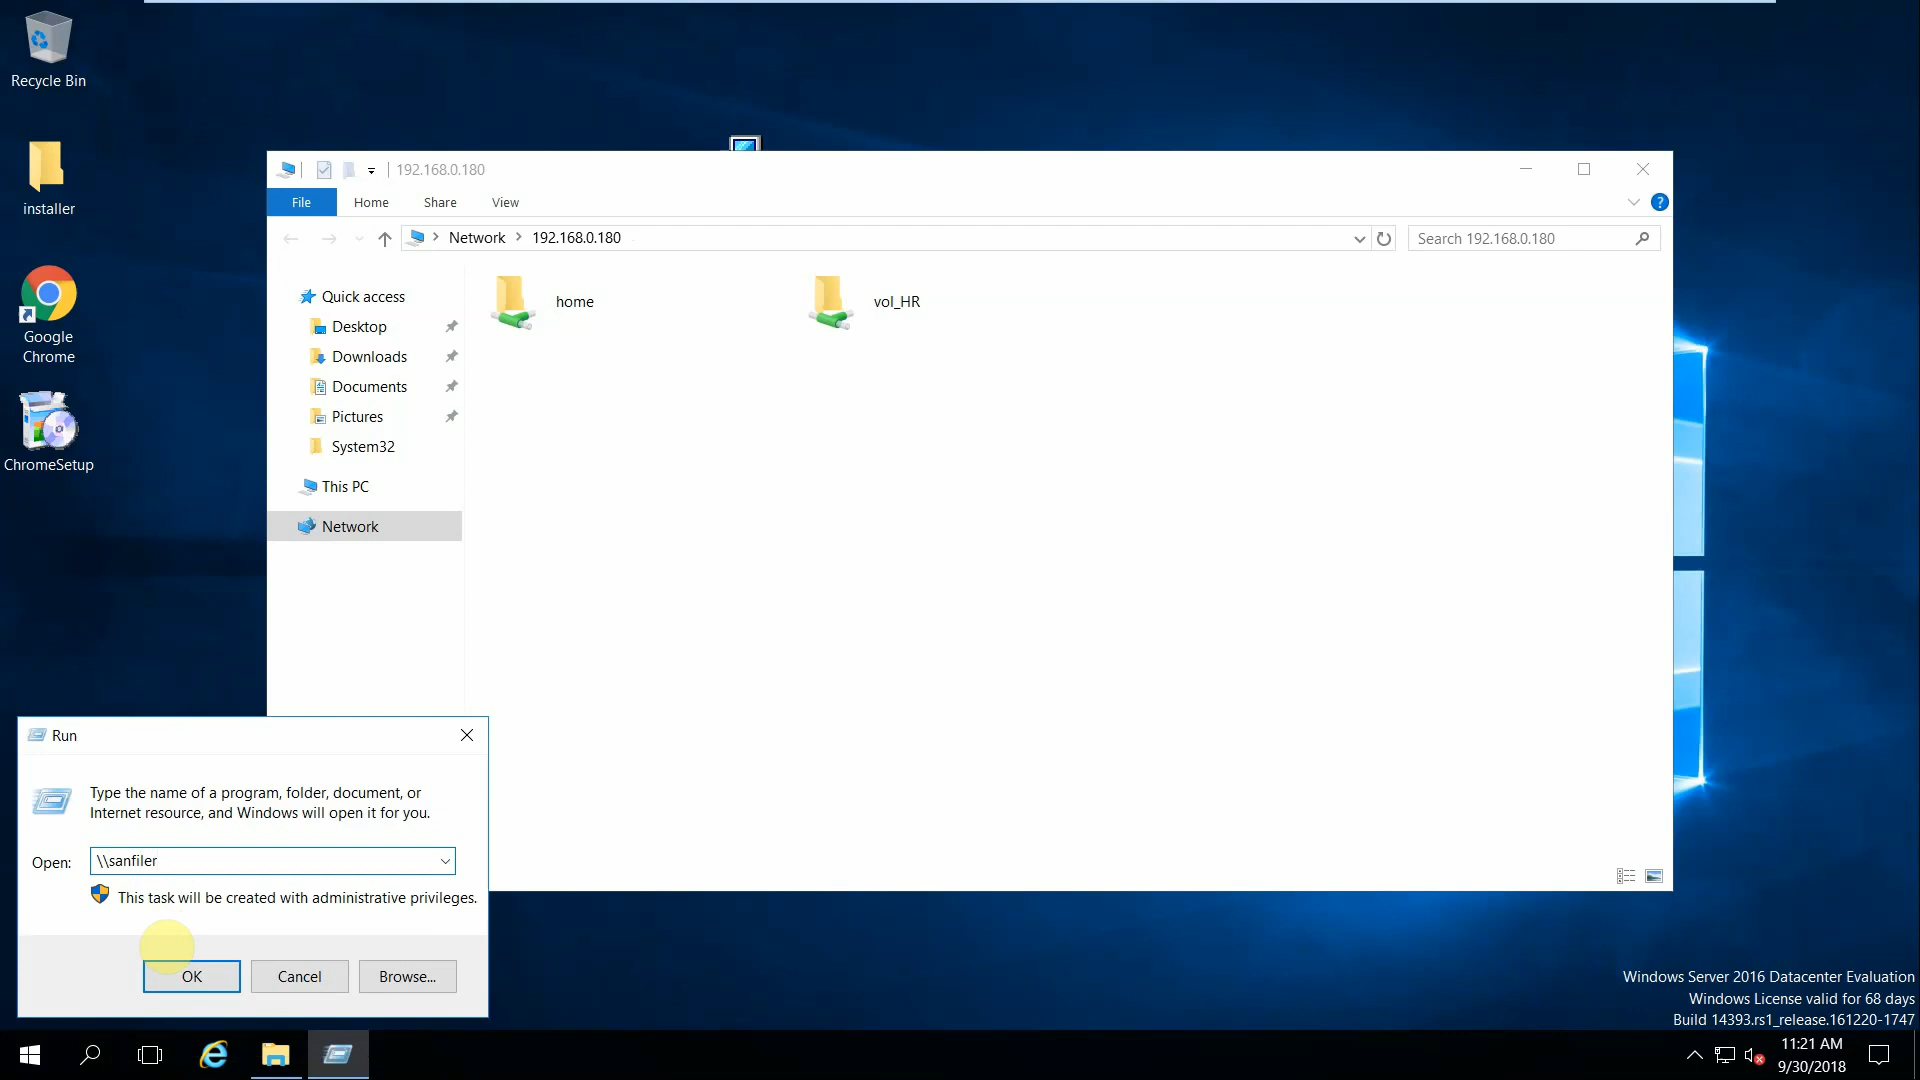 Recycle Bin
installer
Google
Chrome
ChromeSetup
192.168.0.180
File
Home
Share
View
?
Network
192.168.0.180
Search 192.168.0.180
Quick access
Desktop
Downloads
Documents
Pictures
System32
This PC
Network
home
vol_HR
Run
Type the name of a program, folder, document, or
Internet resource, and Windows will open it for you.
Open:
\\sanfiler
This task will be created with administrative privileges.
OK
Cancel
Browse...
Windows Server 2016 Datacenter Evaluation
Windows License valid for 68 days
Build 14393.rs1_release.161220-1747
11:21 AM
9/30/2018